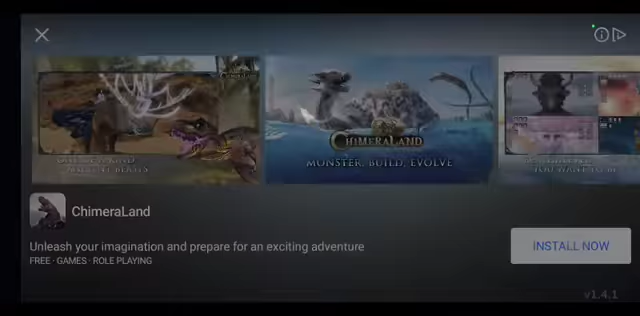 CHIMERALAND
MONSTER, BUILD, EVOLVE
ChimeraLand
Unleash your imagination and prepare for an exciting adventure
FREE · GAMES · ROLE PLAYING
INSTALL NOW
v1.4.1